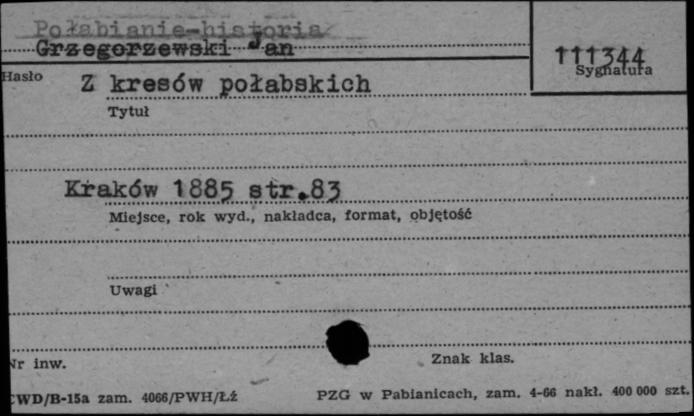 Połabianie-historia
Grzegorzewski Jan
111344
Sygnatura
Hasło
Z kresów połabskich
Tytuł
Kraków 1885 str.83
Miejsce, rok wyd., nakładca, format, objętość
Uwagi
Nr inw.
Znak klas.
CWD/B-15a zam. 4066/PWH/Łź
PZG w Pabianicach, zam. 4-66 nakł. 400 000 szt.